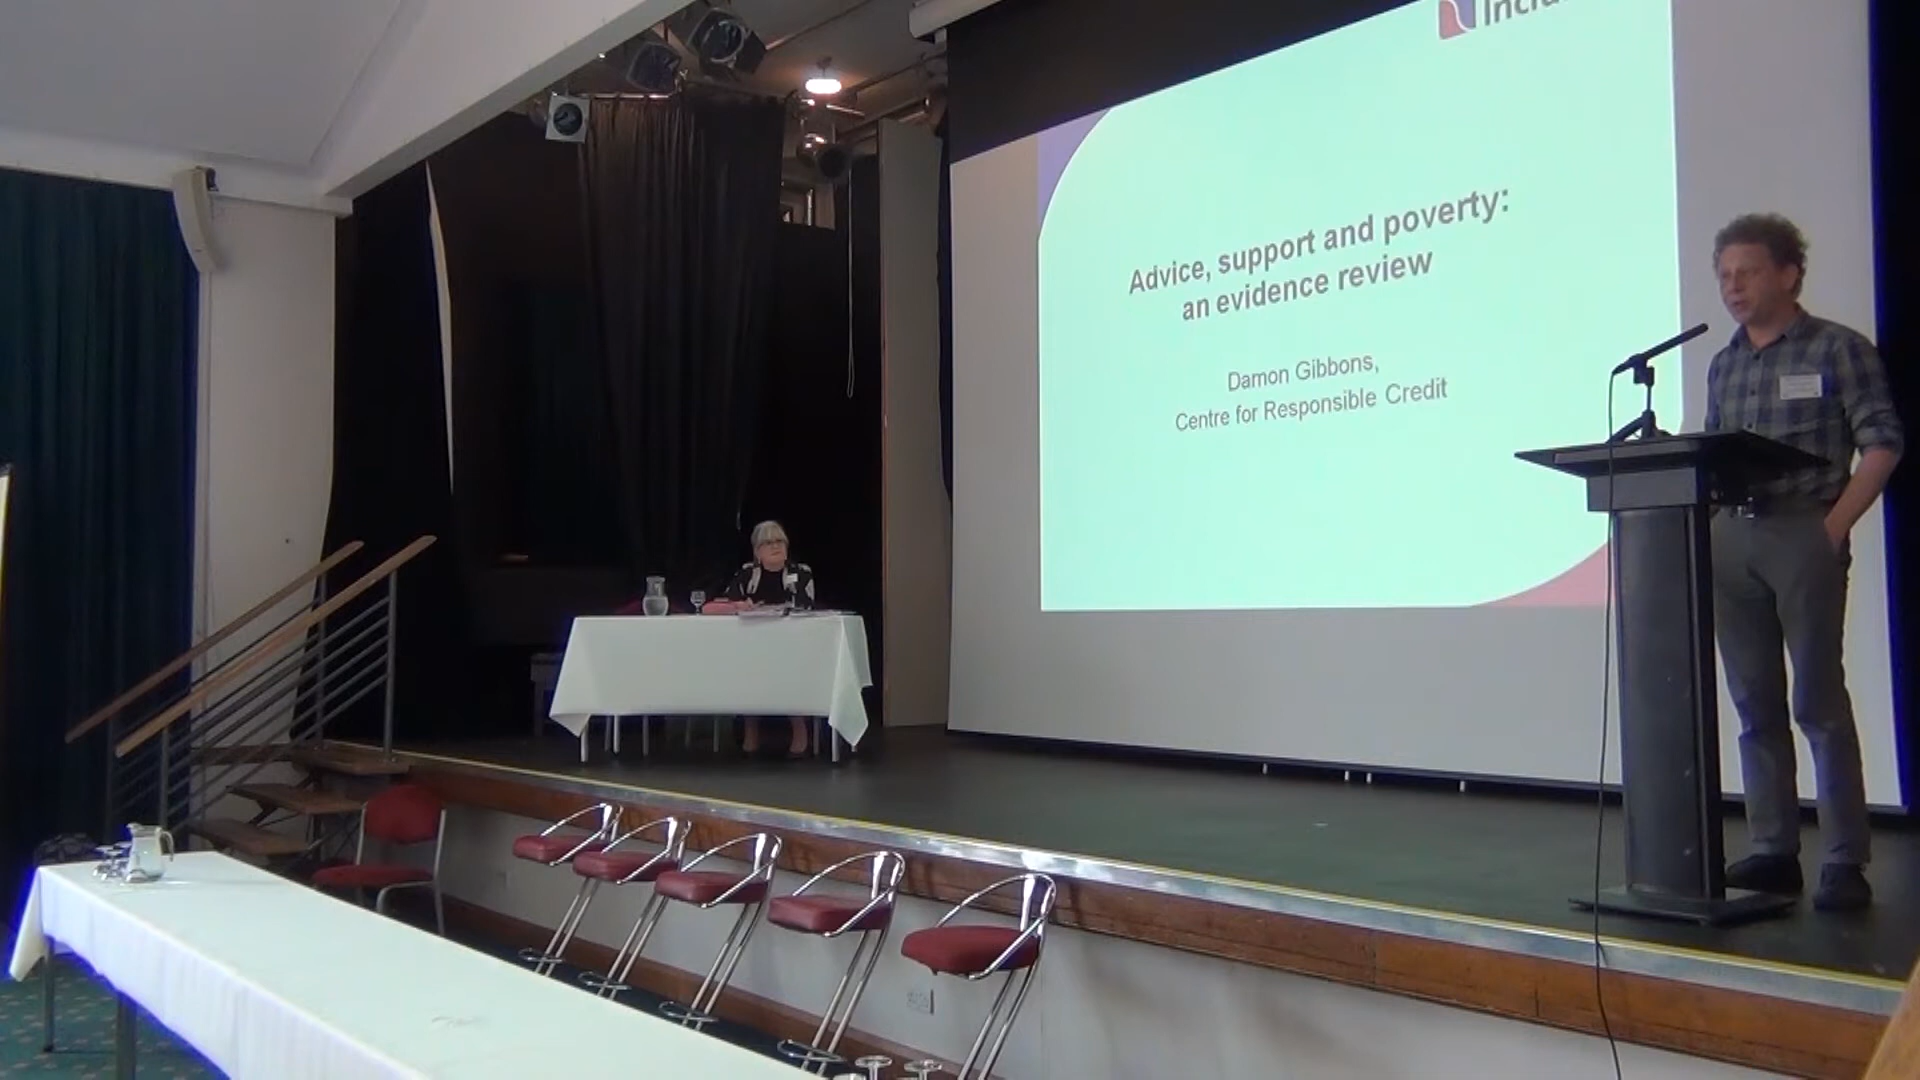 Advice, support and poverty:
an evidence review
Damon Gibbons,
Centre for Responsible Credit